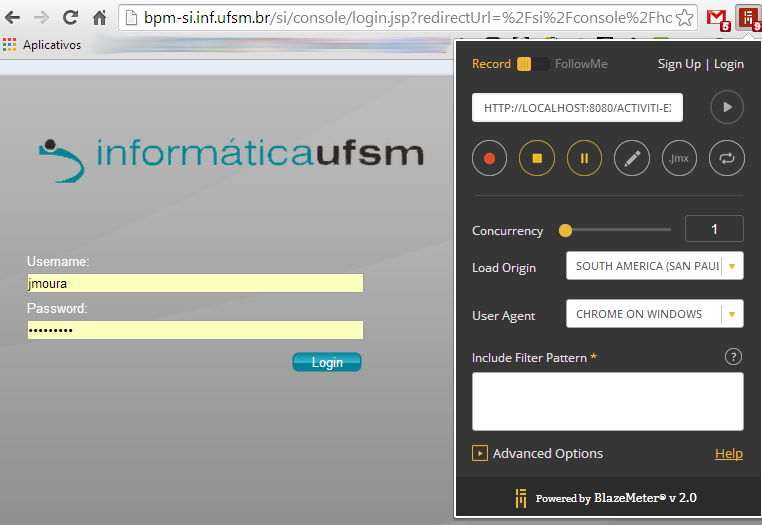 bpm-si.inf.ufsm.br/si/console/login.jsp?redirectUrl=%2Fsi%2Fconsole%2Fhc
5
9
Aplicativos
Record
FollowMe
Sign Up | Login
HTTP://LOCALHOST:8080/ACTIVITI-E
.jmx
informáticaufsm
Concurrency
1
Load Origin
SOUTH AMERICA (SAN PAUL
User Agent
CHROME ON WINDOWS
Username:
jmoura
Password:
•••••••••
Login
Include Filter Pattern *
?
Advanced Options
Help
Powered by BlazeMeter® v 2.0